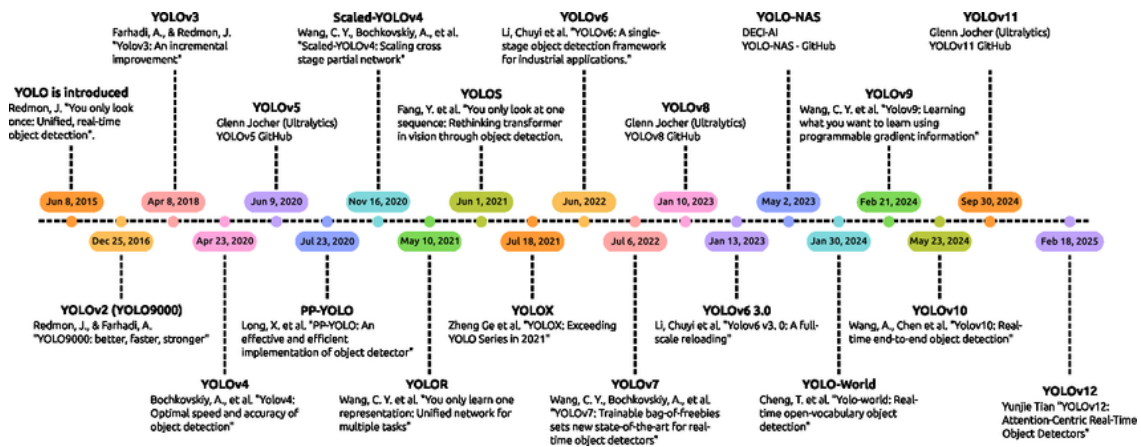 YOLOv3
Farhadi, A., & Redmon, J.
"Yolov3: An incremental
improvement"
Scaled-YOLOv4
Wang, C. Y., Bochkovskiy, A., et al.
"Scaled-YOLOv4: Scaling cross
stage partial network"
YOLOv6
Li, Chuyi et al. "YOLOv6: A single-
stage object detection framework
for industrial applications."
YOLO-NAS
DECI-AI
YOLO-NAS - GitHub
YOLOv11
Glenn Jocher (Ultralytics)
YOLOv11 GitHub
YOLO is introduced
Redmon, J. "You only look
once: Unified, real-time
object detection".
YOLOv5
Glenn Jocher (Ultralytics)
YOLOv5 GitHub
YOLOS
Fang, Y. et al. "You only look at one
sequence: Rethinking transformer
in vision through object detection.
YOLOv8
Glenn Jocher (Ultralytics)
YOLOv8 GitHub
YOLOv9
Wang, C. Y. et al. "Yolov9: Learning
what you want to learn using
programmable gradient information"
Jun 8, 2015
Apr 8, 2018
Jun 9, 2020
Nov 16, 2020
Jun 1, 2021
Jun, 2022
Jan 10, 2023
May 2, 2023
Feb 21, 2024
Sep 30, 2024
Dec 25, 2016
Apr 23, 2020
Jul 23, 2020
May 10, 2021
Jul 18, 2021
Jul 6, 2022
Jan 13, 2023
Jan 30, 2024
May 23, 2024
Feb 18, 2025
YOLOv2 (YOLO9000)
Redmon, J., & Farhadi, A.
"YOLO9000: better, faster, stronger"
PP-YOLO
Long, X. et al. "PP-YOLO: An
effective and efficient
implementation of object detector"
YOLOX
Zheng Ge et al. "YOLOX: Exceeding
YOLO Series in 2021"
YOLOv6 3.0
Li, Chuyi et al. "Yolov6 v3. 0: A full-
scale reloading"
YOLOv10
Wang, A., Chen et al. "Yolov10: Real-
time end-to-end object detection"
YOLOv4
Bochkovskiy, A., et al. "Yolov4:
Optimal speed and accuracy of
object detection"
YOLOR
Wang, C. Y. et al. "You only learn one
representation: Unified network for
multiple tasks"
YOLOv7
Wang, C. Y., Bochkovskiy, A., et al.
"YOLOv7: Trainable bag-of-freebies
sets new state-of-the-art for real-
time object detectors"
YOLO-World
Cheng, T. et al. "Yolo-world: Real-
time open-vocabulary object
detection"
YOLOv12
Yunjie Tian "YOLOv12:
Attention-Centric Real-Time
Object Detectors"